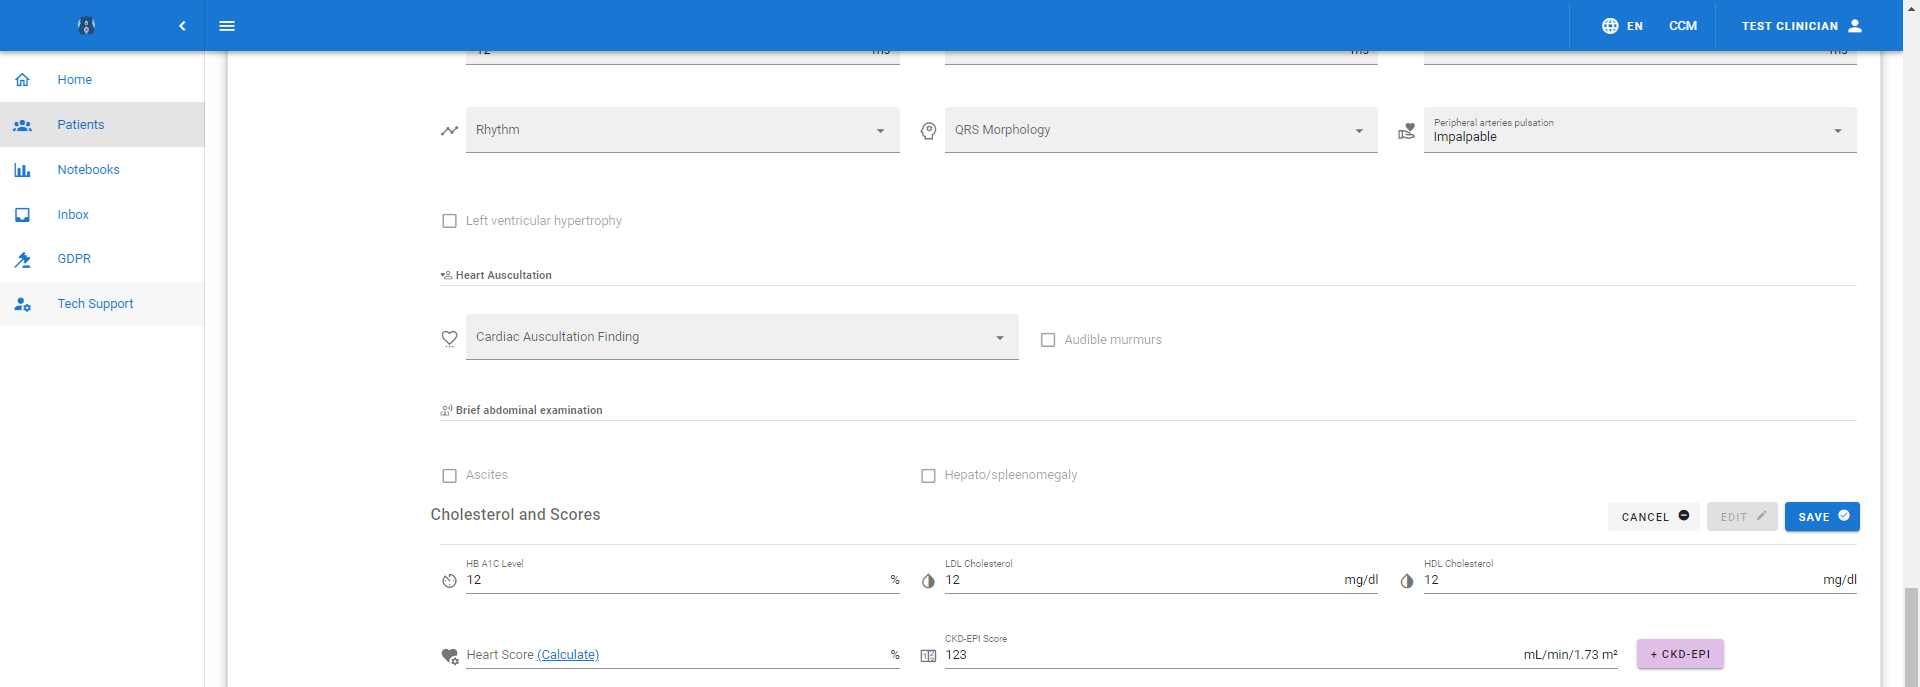 EN CCM TEST CLINICIAN
Home
Patients
Notebooks
Inbox
GDPR
Tech Support
12 ms ms ms
Rhythm QRS Morphology Peripheral arteries pulsation
Impalpable
Left ventricular hypertrophy
Heart Auscultation
Cardiac Auscultation Finding Audible murmurs
Brief abdominal examination
Ascites Hepato/spleenomegaly
Cholesterol and Scores CANCEL EDIT SAVE
HB A1C Level LDL Cholesterol HDL Cholesterol
12 % 12 mg/dl 12 mg/dl
CKD-EPI Score
Heart Score (Calculate) % 123 mL/min/1.73 m² + CKD-EPI